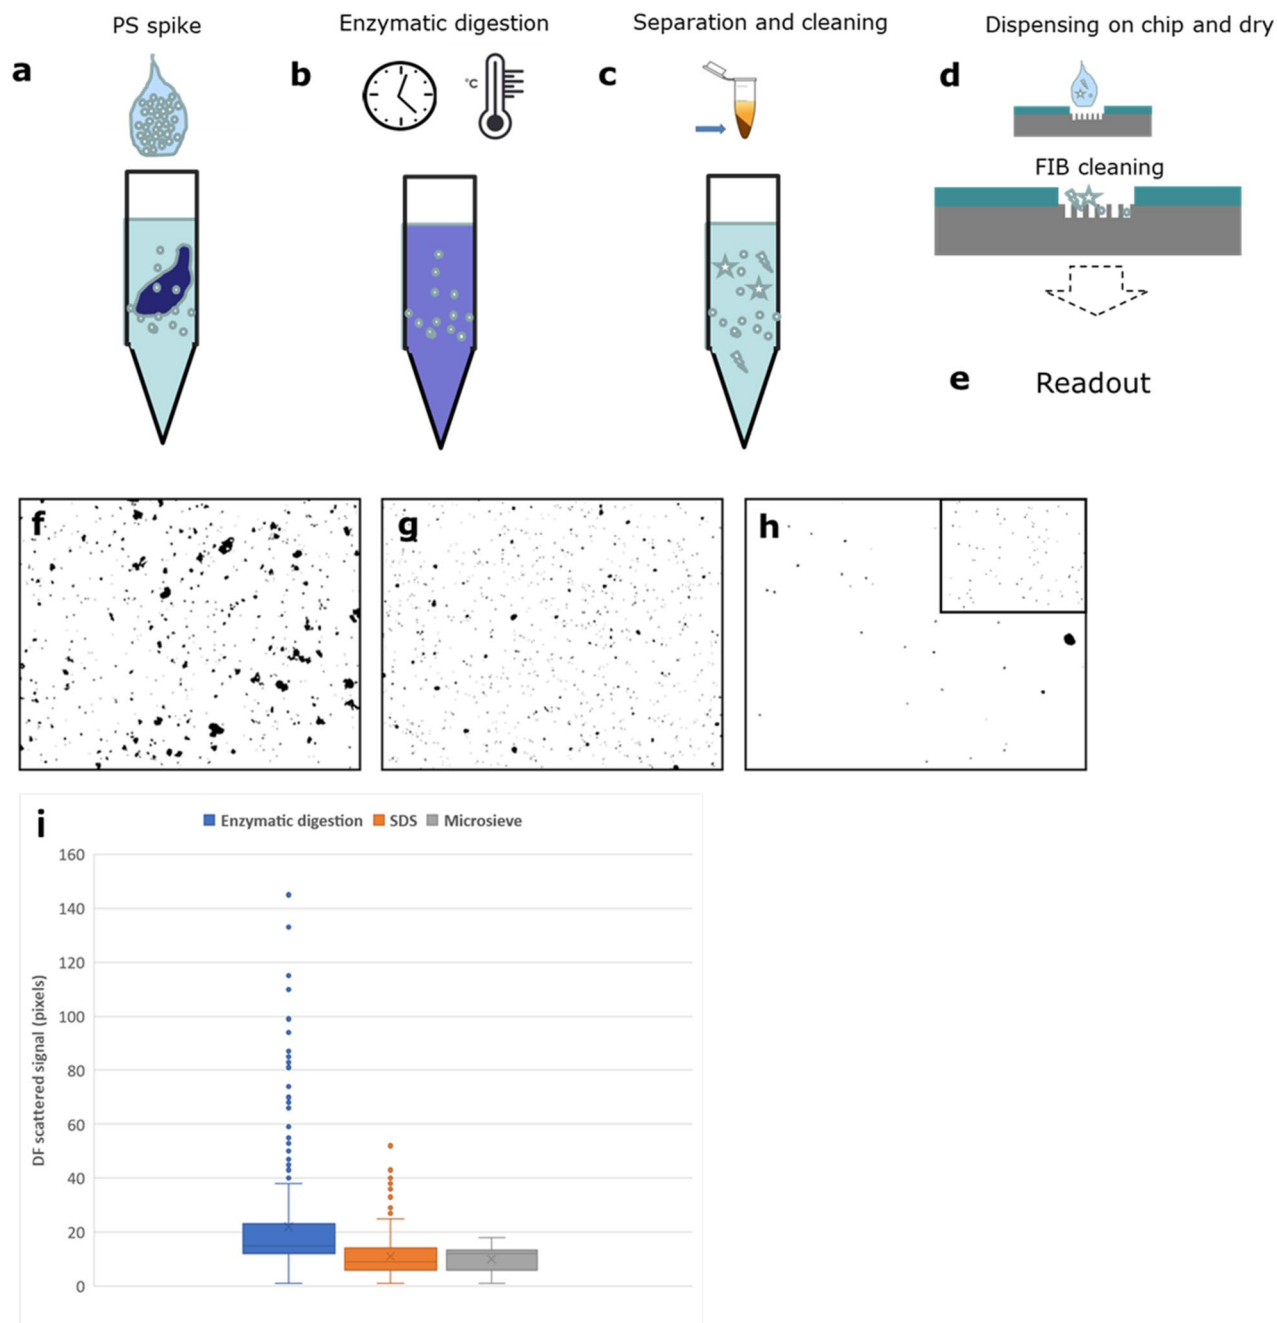 PS spike
Enzymatic digestion
Separation and cleaning
Dispensing on chip and dry
a
b
°C
c
d
FIB cleaning
e
Readout
f
g
h
i
Enzymatic digestion
SDS
Microsieve
DF scattered signal (pixels)
160
140
120
100
80
60
40
20
0